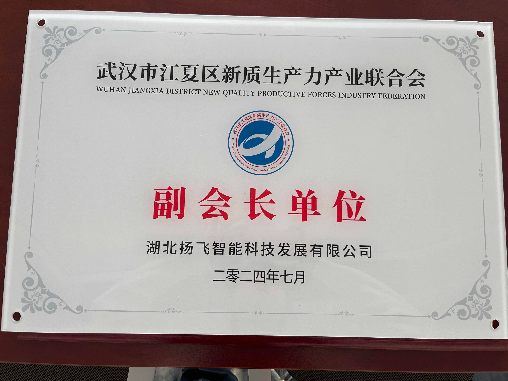 武汉市江夏区新质生产力产业联合会
WUHAN JIANGXIA DISTRICT NEW QUALITY PRODUCTIVE FORCES INDUSTRY FEDERATION
副会长单位
湖北扬飞智能科技发展有限公司
二零二四年七月